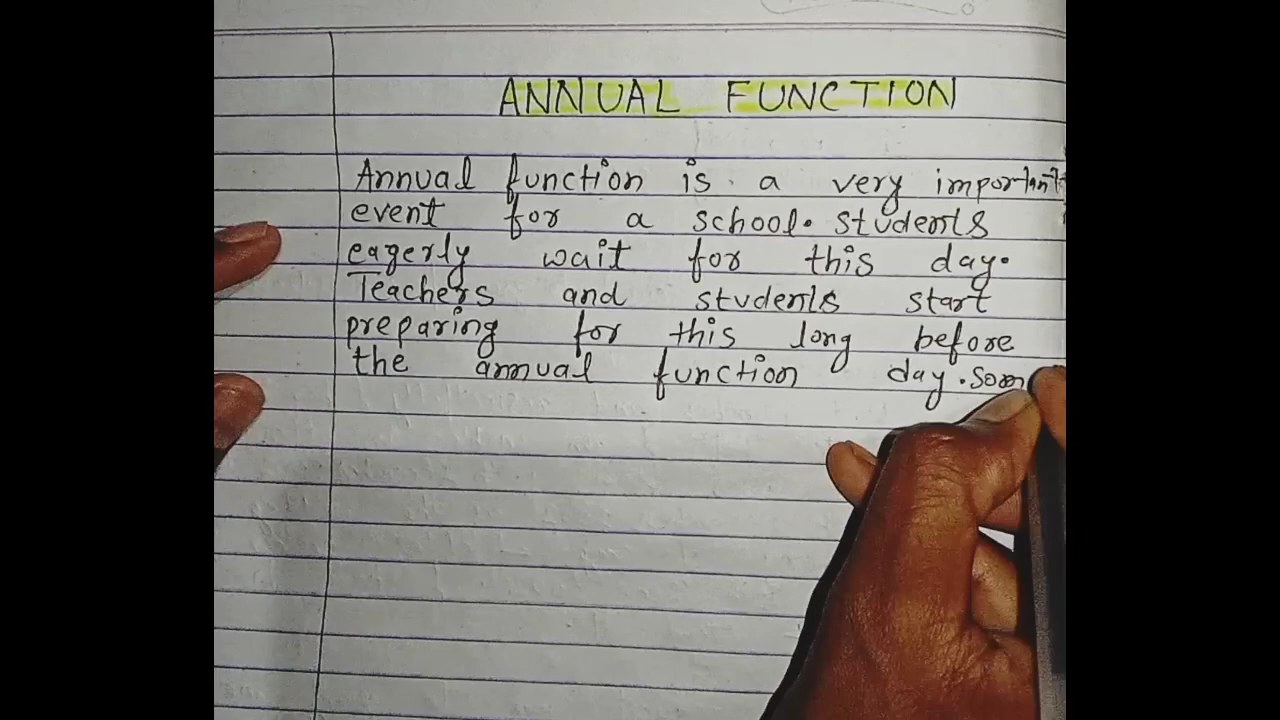 ANNUAL FUNCTION
Annual function is a very important
event for a school. students
eagerly wait for this day.
Teachers and students start
preparing for this long before
the annual function day. Soon